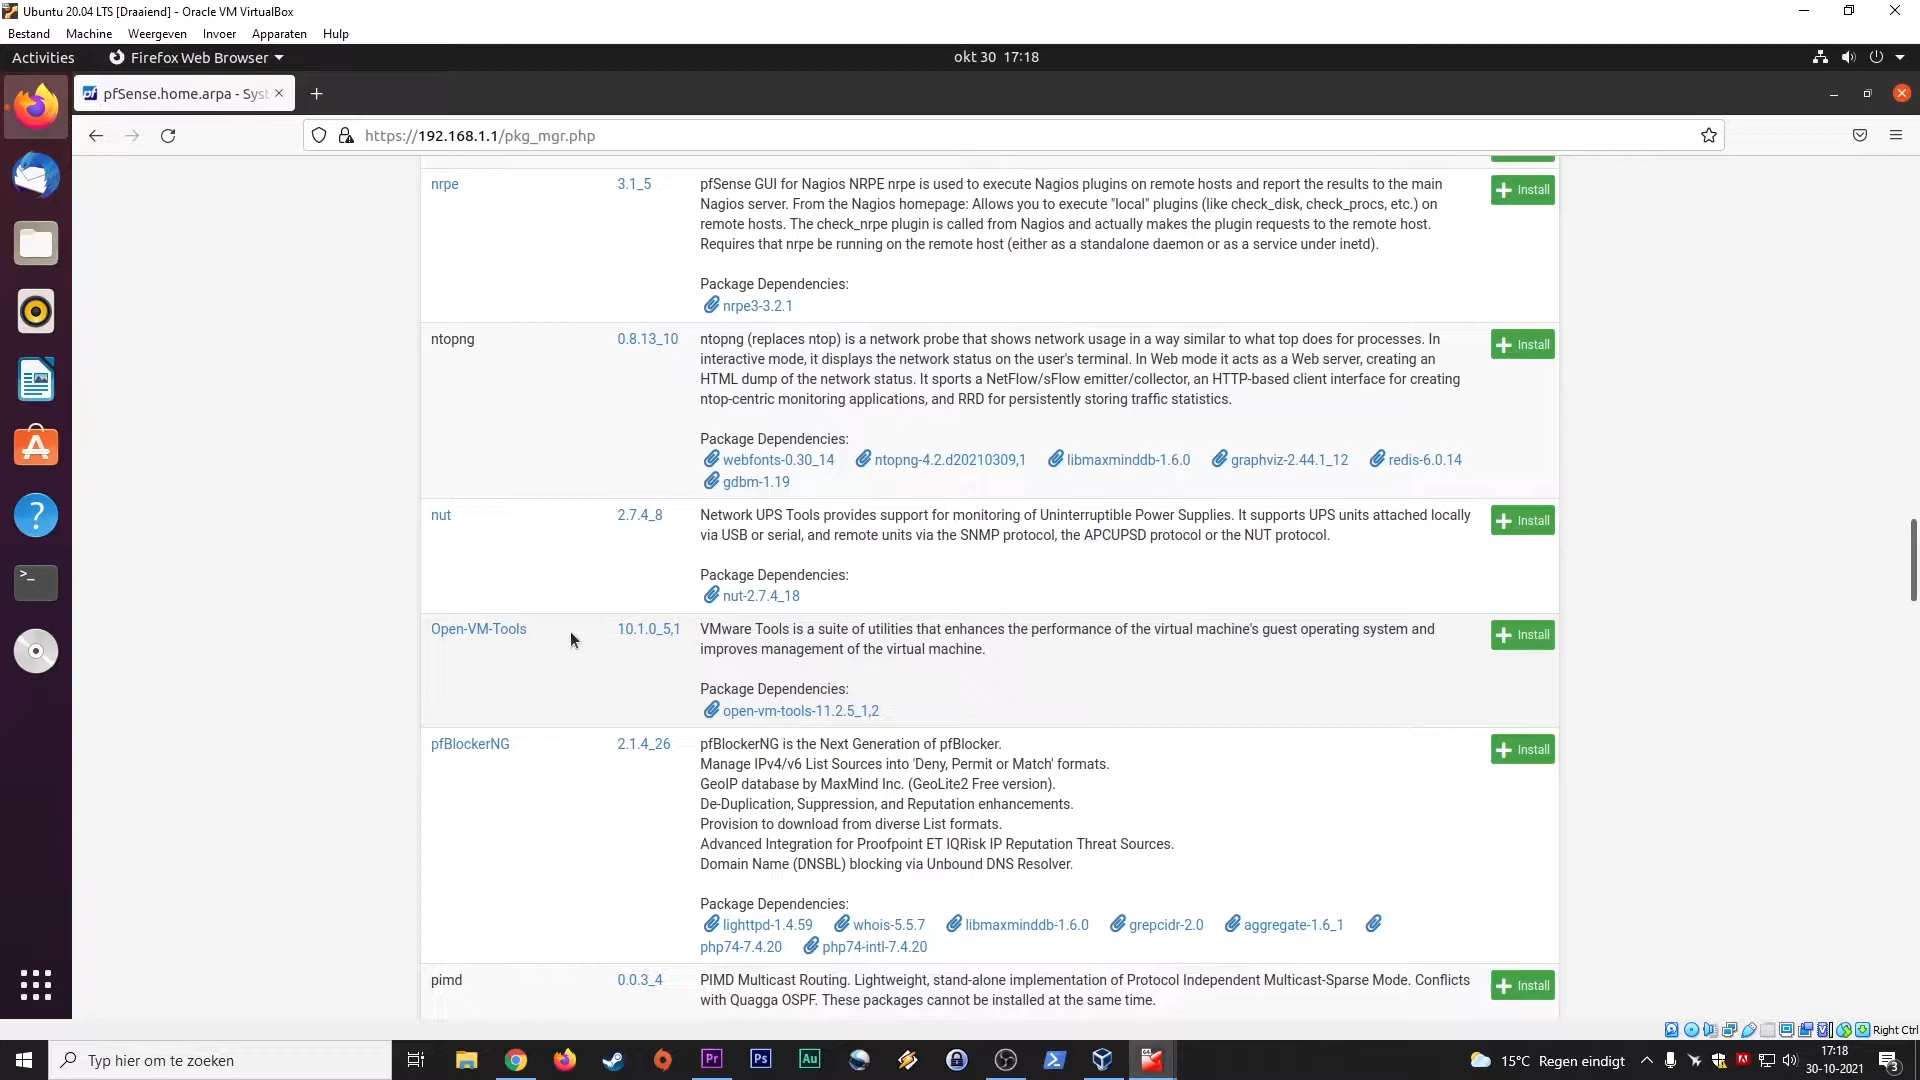 Ubuntu 20.04 LTS [Draaiend] - Oracle VM VirtualBox
Bestand Machine Weergeven Invoer Apparaten Hulp
Activities Firefox Web Browser okt 30 17:18
pfSense.home.arpa - Syst
https://192.168.1.1/pkg_mgr.php
nrpe 3.1_5 pfSense GUI for Nagios NRPE nrpe is used to execute Nagios plugins on remote hosts and report the results to the main Install
Nagios server. From the Nagios homepage: Allows you to execute "local" plugins (like check_disk, check_procs, etc.) on
remote hosts. The check_nrpe plugin is called from Nagios and actually makes the plugin requests to the remote host.
Requires that nrpe be running on the remote host (either as a standalone daemon or as a service under inetd).
Package Dependencies:
nrpe3-3.2.1
ntopng 0.8.13_10 ntopng (replaces ntop) is a network probe that shows network usage in a way similar to what top does for processes. In Install
interactive mode, it displays the network status on the user's terminal. In Web mode it acts as a Web server, creating an
HTML dump of the network status. It sports a NetFlow/sFlow emitter/collector, an HTTP-based client interface for creating
ntop-centric monitoring applications, and RRD for persistently storing traffic statistics.
Package Dependencies:
webfonts-0.30_14 ntopng-4.2.d20210309,1 libmaxminddb-1.6.0 graphviz-2.44.1_12 redis-6.0.14
gdbm-1.19
nut 2.7.4_8 Network UPS Tools provides support for monitoring of Uninterruptible Power Supplies. It supports UPS units attached locally Install
via USB or serial, and remote units via the SNMP protocol, the APCUPSD protocol or the NUT protocol.
Package Dependencies:
nut-2.7.4_18
Open-VM-Tools 10.1.0_5,1 VMware Tools is a suite of utilities that enhances the performance of the virtual machine's guest operating system and Install
improves management of the virtual machine.
Package Dependencies:
open-vm-tools-11.2.5_1,2
pfBlockerNG 2.1.4_26 pfBlockerNG is the Next Generation of pfBlocker. Install
Manage IPv4/v6 List Sources into 'Deny, Permit or Match' formats.
GeoIP database by MaxMind Inc. (GeoLite2 Free version).
De-Duplication, Suppression, and Reputation enhancements.
Provision to download from diverse List formats.
Advanced Integration for Proofpoint ET IQRisk IP Reputation Threat Sources.
Domain Name (DNSBL) blocking via Unbound DNS Resolver.
Package Dependencies:
lighttpd-1.4.59 whois-5.5.7 libmaxminddb-1.6.0 grepcidr-2.0 aggregate-1.6_1
php74-7.4.20 php74-intl-7.4.20
pimd 0.0.3_4 PIMD Multicast Routing. Lightweight, stand-alone implementation of Protocol Independent Multicast-Sparse Mode. Conflicts Install
with Quagga OSPF. These packages cannot be installed at the same time.
Right Ctrl
Typ hier om te zoeken Pr Ps Au 15°C Regen eindigt 17:18
30-10-2021 3